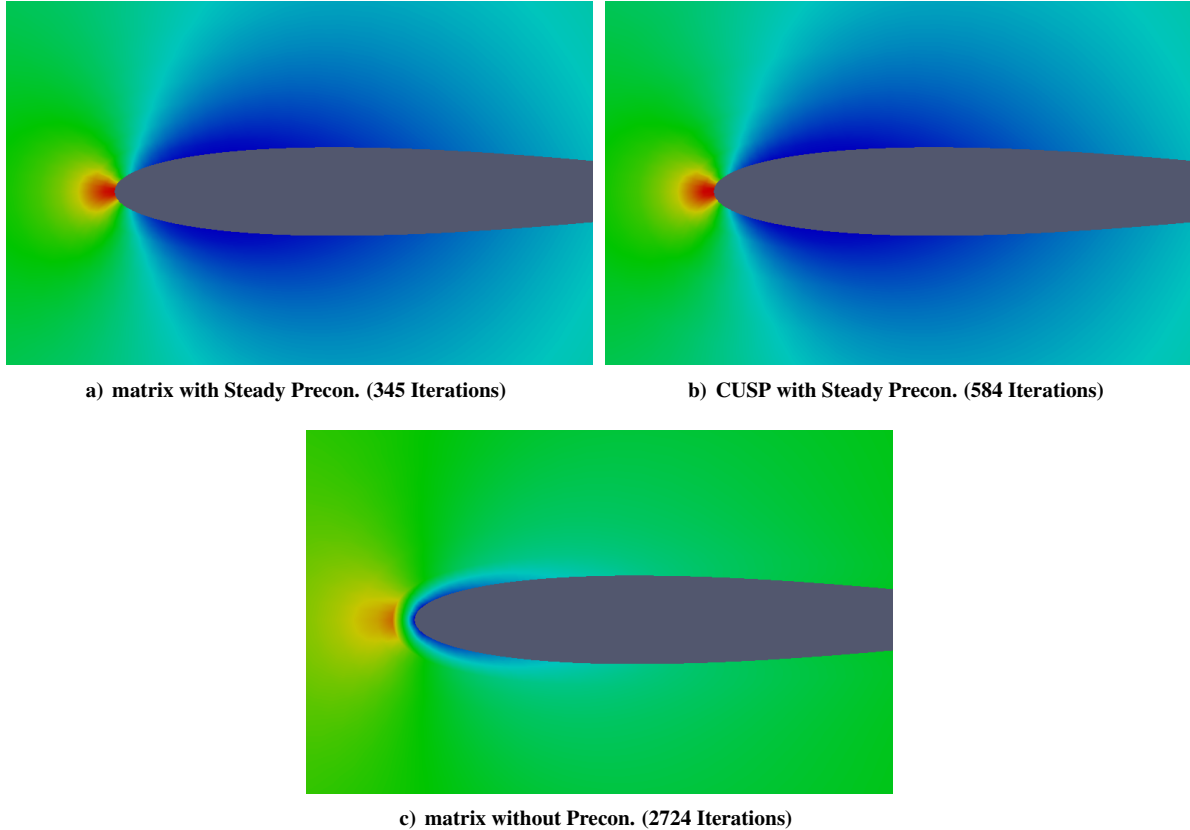 a) matrix with Steady Precon. (345 Iterations)
b) CUSP with Steady Precon. (584 Iterations)
c) matrix without Precon. (2724 Iterations)